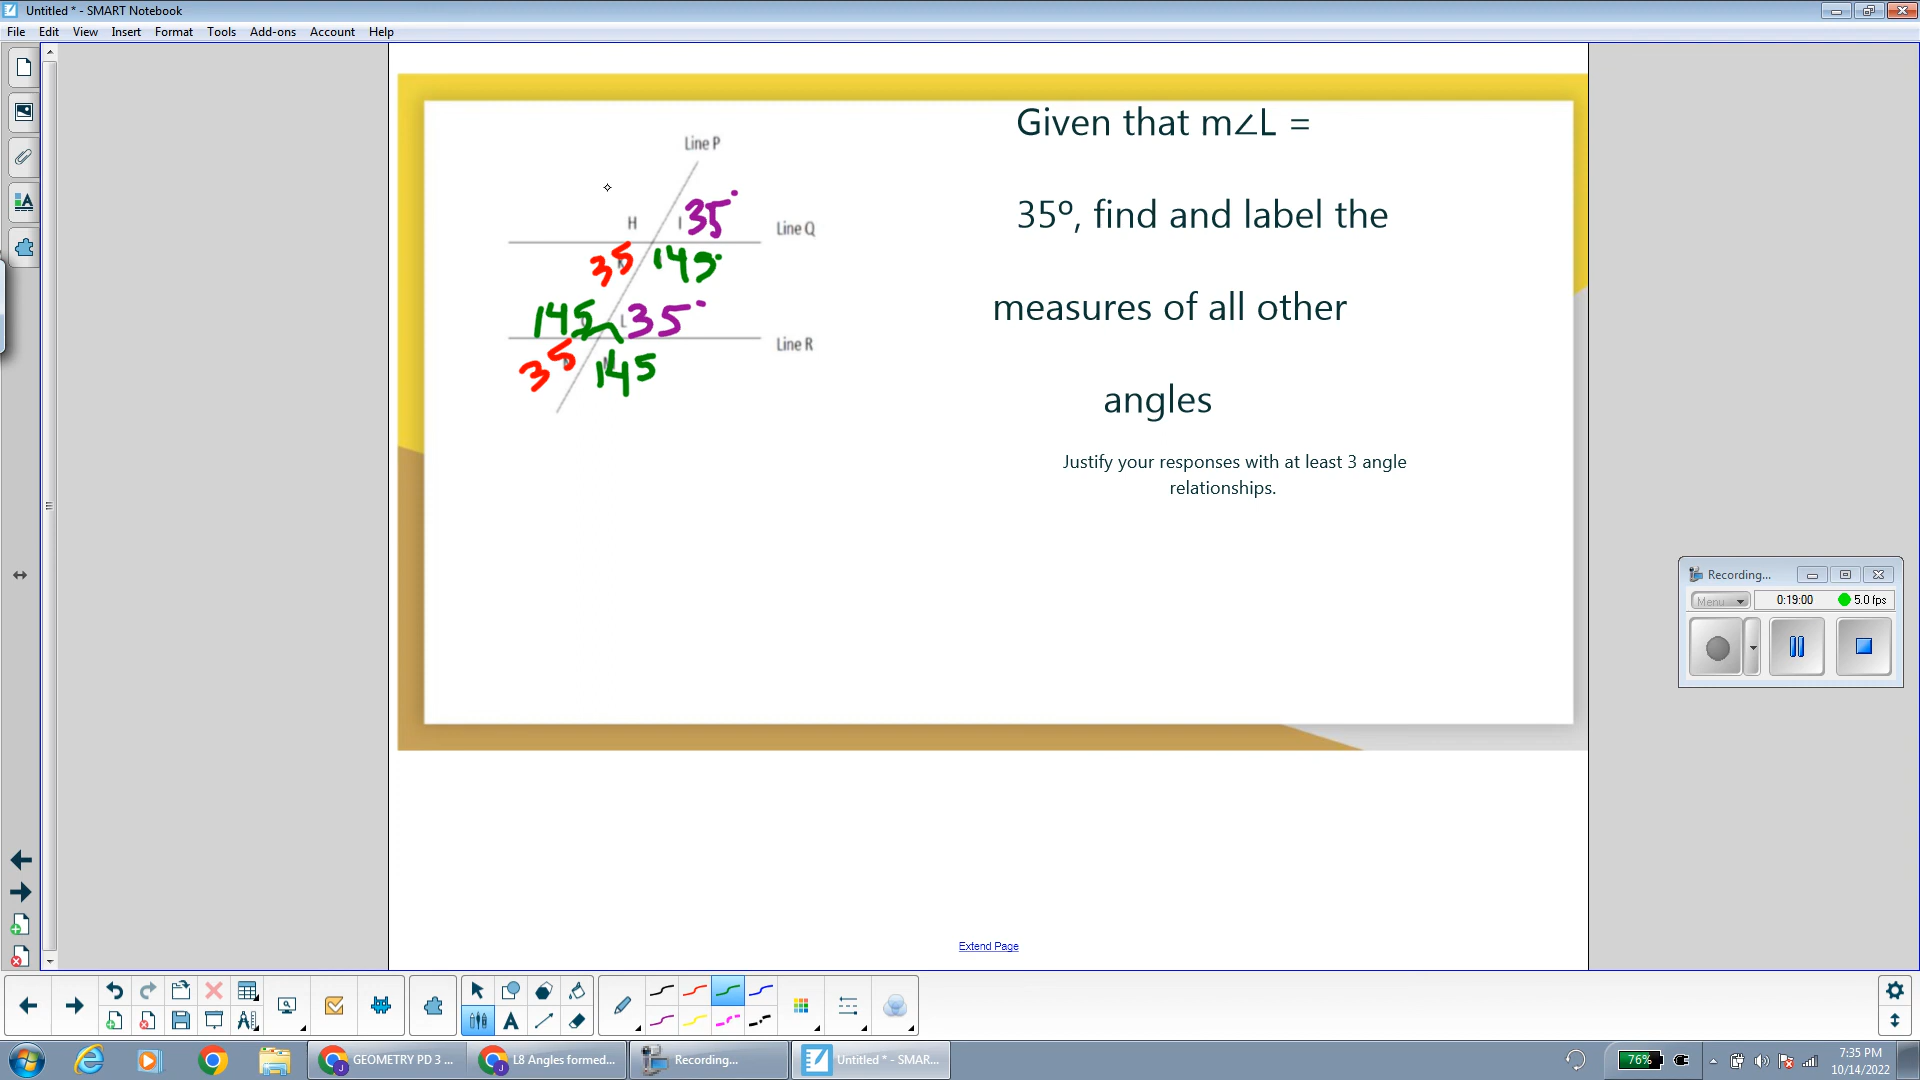 Untitled * - SMART Notebook
File Edit View Insert Format Tools Add-ons Account Help
Line P
H I 35°
Line Q
35 145°
145 L 35°
Line R
35 145
Given that m∠L =
35º, find and label the
measures of all other
angles
Justify your responses with at least 3 angle
relationships.
Recording...
Menu 0:19:00 5.0 fps
Extend Page
GEOMETRY PD 3 ... L8 Angles formed... Recording... Untitled * - SMAR...
76%
7:35 PM
10/14/2022